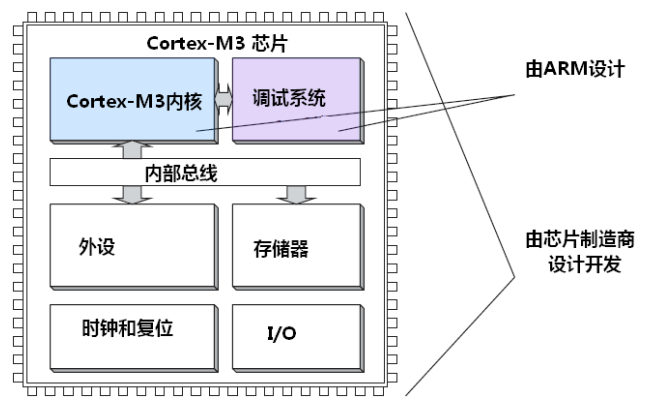 Cortex-M3 芯片
Cortex-M3内核
调试系统
由ARM设计
内部总线
外设
存储器
由芯片制造商
设计开发
时钟和复位
I/O